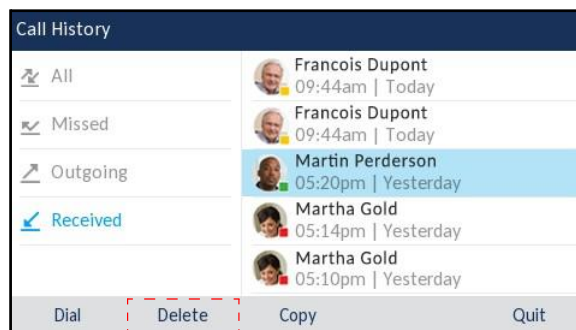 Call History
All
Missed
Outgoing
Received
Francois Dupont
09:44am | Today
Francois Dupont
09:44am | Today
Martin Perderson
05:20pm | Yesterday
Martha Gold
05:14pm | Yesterday
Martha Gold
05:10pm | Yesterday
Dial Delete Copy Quit